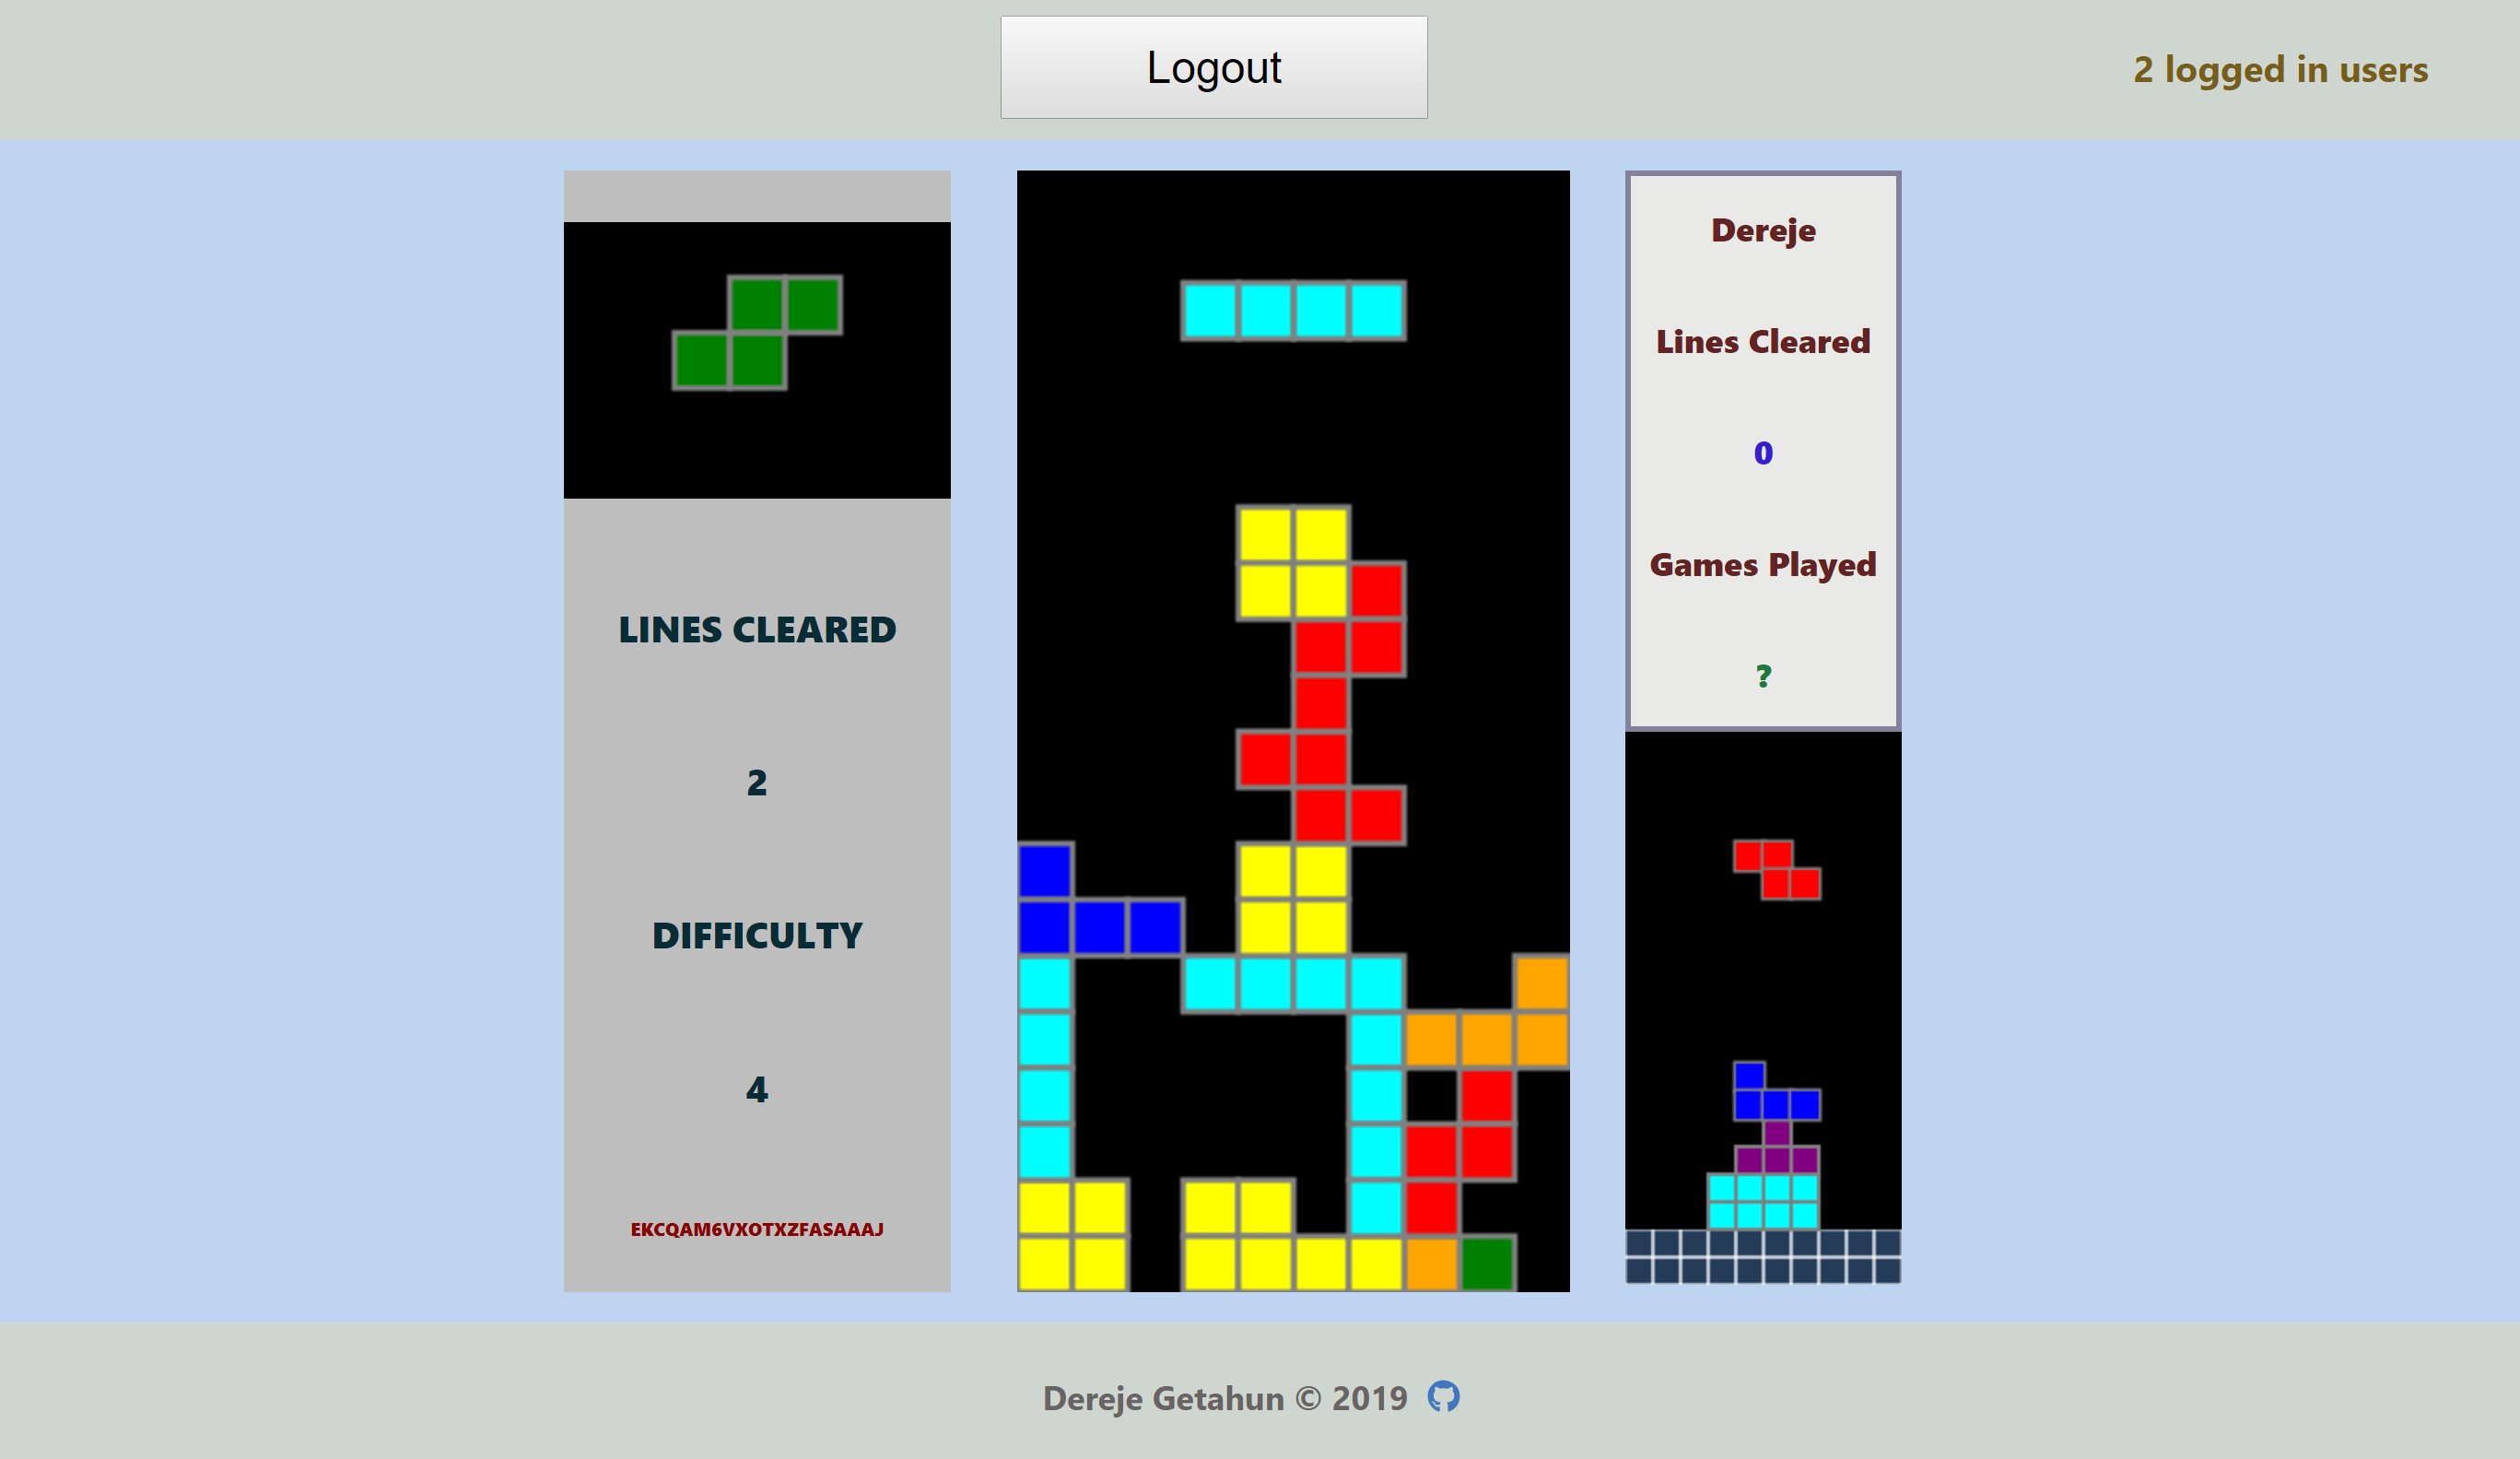 Logout
2 logged in users
LINES CLEARED
2
DIFFICULTY
4
EKCQAM6VXOTXZFASAAAJ
Dereje
Lines Cleared
0
Games Played
?
Dereje Getahun © 2019